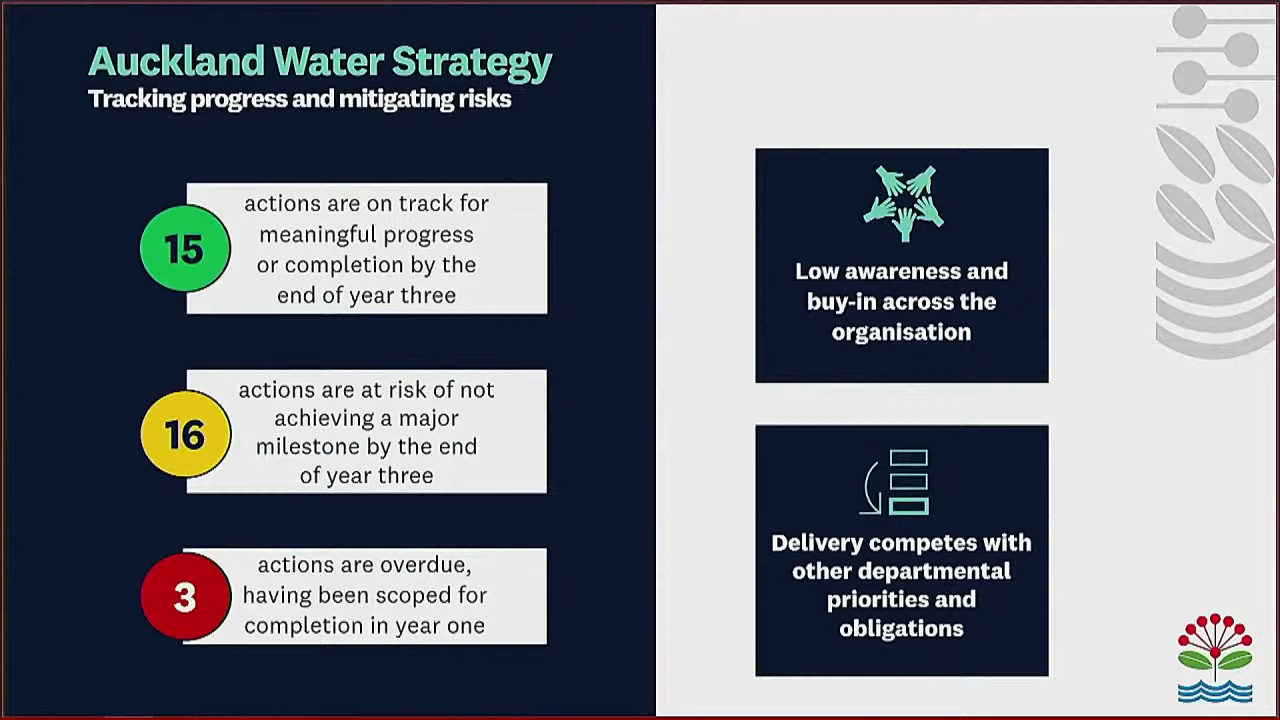 Auckland Water Strategy
Tracking progress and mitigating risks
15
actions are on track for
meaningful progress
or completion by the
end of year three
16
actions are at risk of not
achieving a major
milestone by the end
of year three
3
actions are overdue,
having been scoped for
completion in year one
Low awareness and
buy-in across the
organisation
Delivery competes with
other departmental
priorities and
obligations